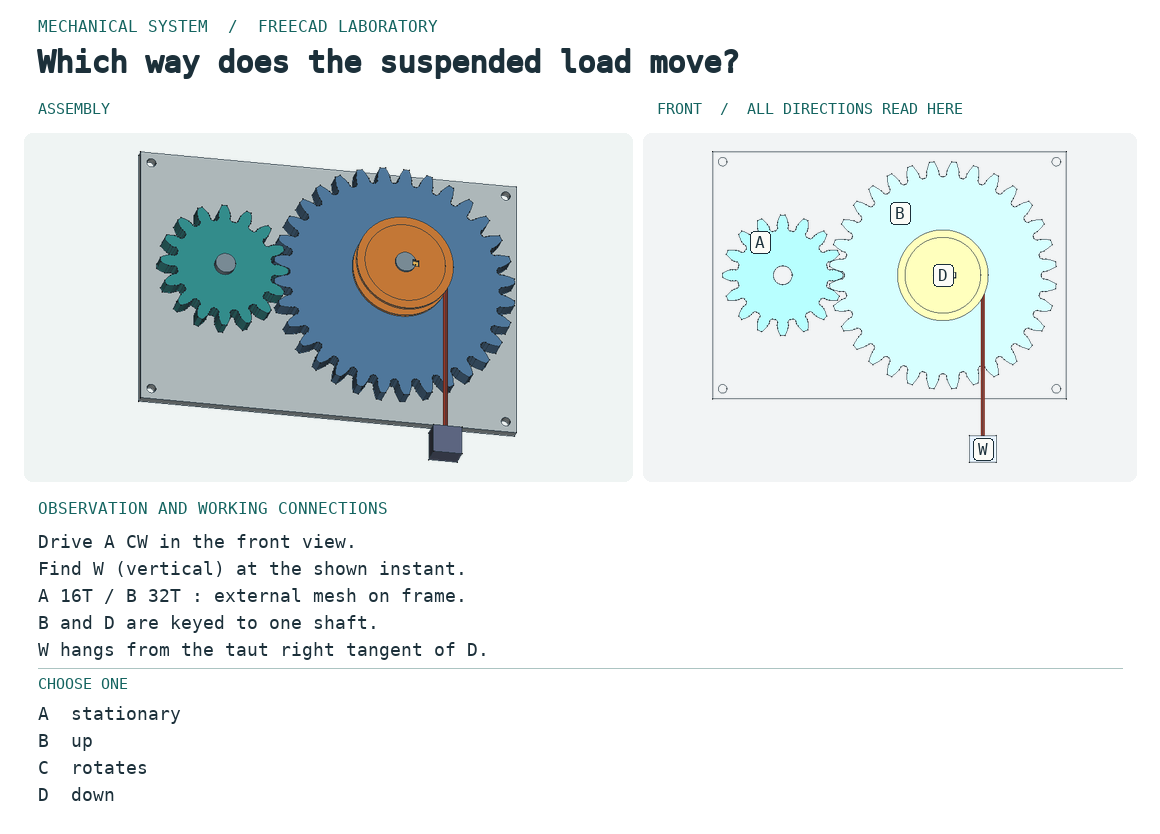 MECHANICAL SYSTEM / FREECAD LABORATORY
Which way does the suspended load move?
ASSEMBLY
FRONT / ALL DIRECTIONS READ HERE
A
B
D
W
OBSERVATION AND WORKING CONNECTIONS
Drive A CW in the front view.
Find W (vertical) at the shown instant.
A 16T / B 32T : external mesh on frame.
B and D are keyed to one shaft.
W hangs from the taut right tangent of D.
CHOOSE ONE
A stationary
B up
C rotates
D down